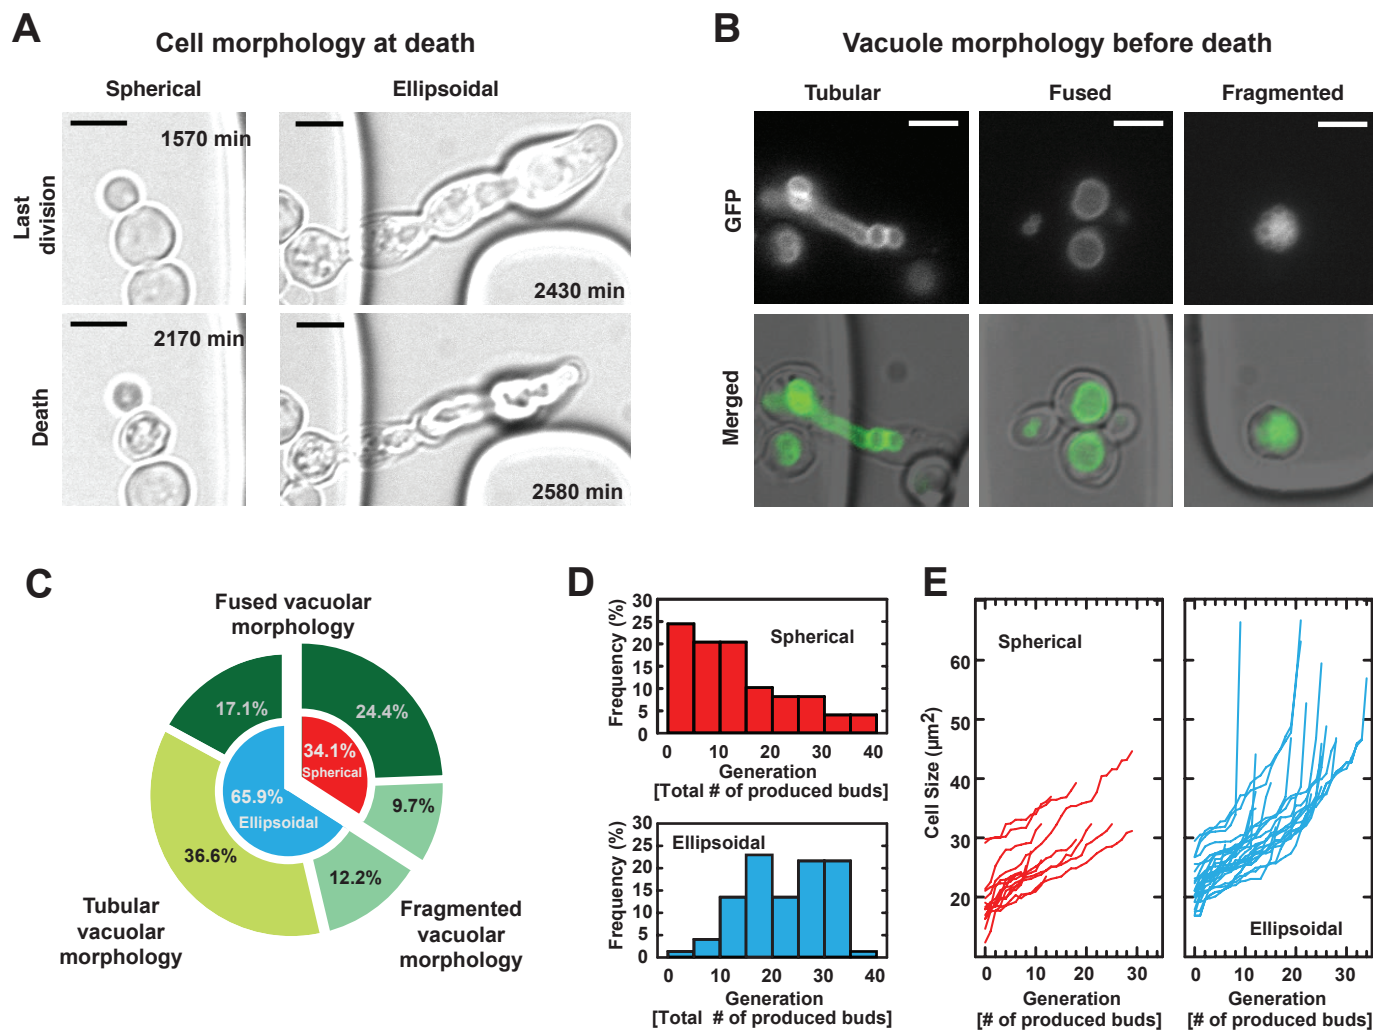 A
Cell morphology at death
Spherical
Ellipsoidal
Last
division
1570 min
2430 min
Death
2170 min
2580 min
B
Vacuole morphology before death
Tubular
Fused
Fragmented
GFP
Merged
C
Fused vacuolar
morphology
17.1%
24.4%
34.1%
Spherical
65.9%
Ellipsoidal
9.7%
36.6%
12.2%
Tubular
vacuolar
morphology
Fragmented
vacuolar
morphology
D
Frequency (%)
30
25
20
15
10
5
0
Spherical
0 10 20 30 40
Generation
[Total # of produced buds]
Frequency (%)
30
25
20
15
10
5
0
Ellipsoidal
0 10 20 30 40
Generation
[Total # of produced buds]
E
Cell Size (µm2)
60
50
40
30
20
Spherical
0 10 20 30
Generation
[# of produced buds]
Ellipsoidal
0 10 20 30
Generation
[# of produced buds]